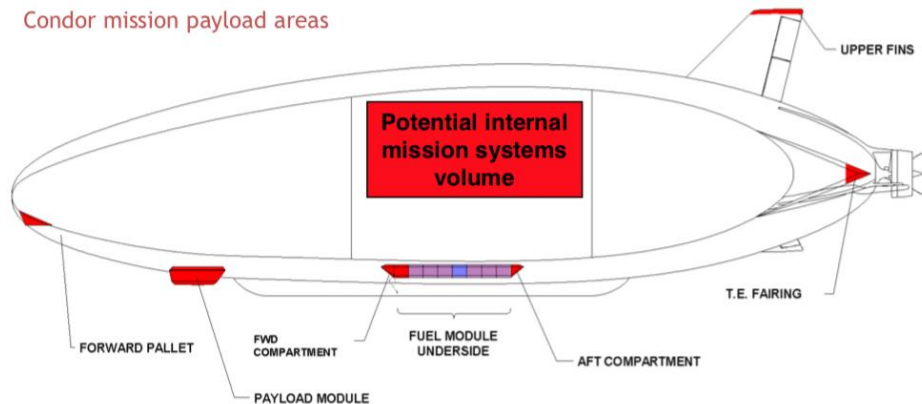 Condor mission payload areas
UPPER FINS
Potential internal
mission systems
volume
T.E. FAIRING
FORWARD PALLET
FWD
COMPARTMENT
FUEL MODULE
UNDERSIDE
AFT COMPARTMENT
PAYLOAD MODULE